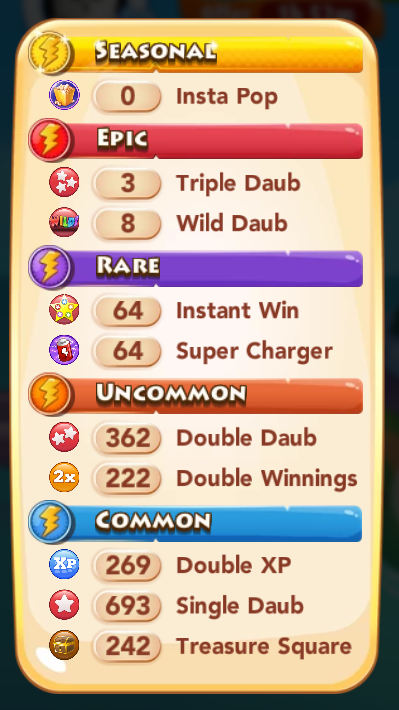 SEASONAL
0 Insta Pop
EPIC
3 Triple Daub
WILD 8 Wild Daub
RARE
64 Instant Win
64 Super Charger
UNCOMMON
362 Double Daub
2x 222 Double Winnings
COMMON
XP 269 Double XP
693 Single Daub
242 Treasure Square